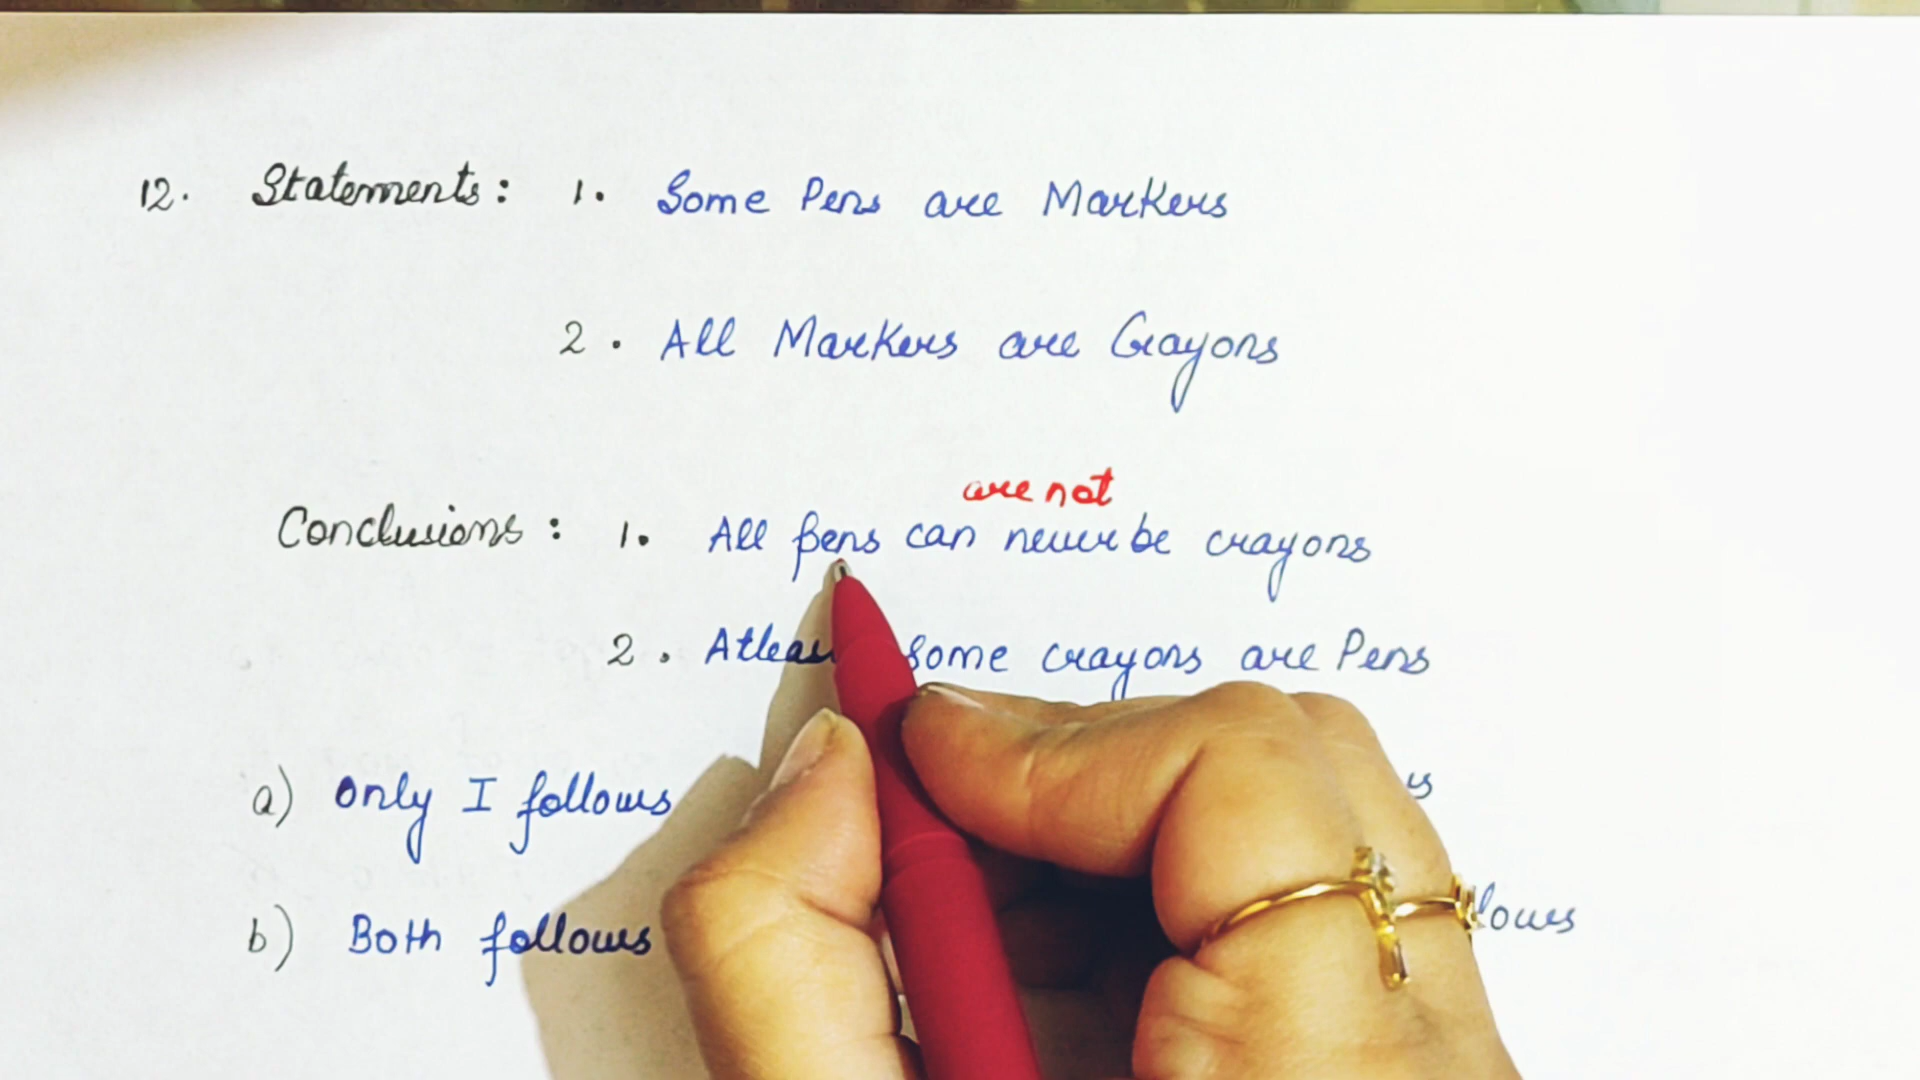 12. Statements: 1. Some Pens are Markers
2. All Markers are Crayons
are not
Conclusions: 1. All pens can never be crayons
2. some crayons are Pens
a) Only I follows
b) Both follows